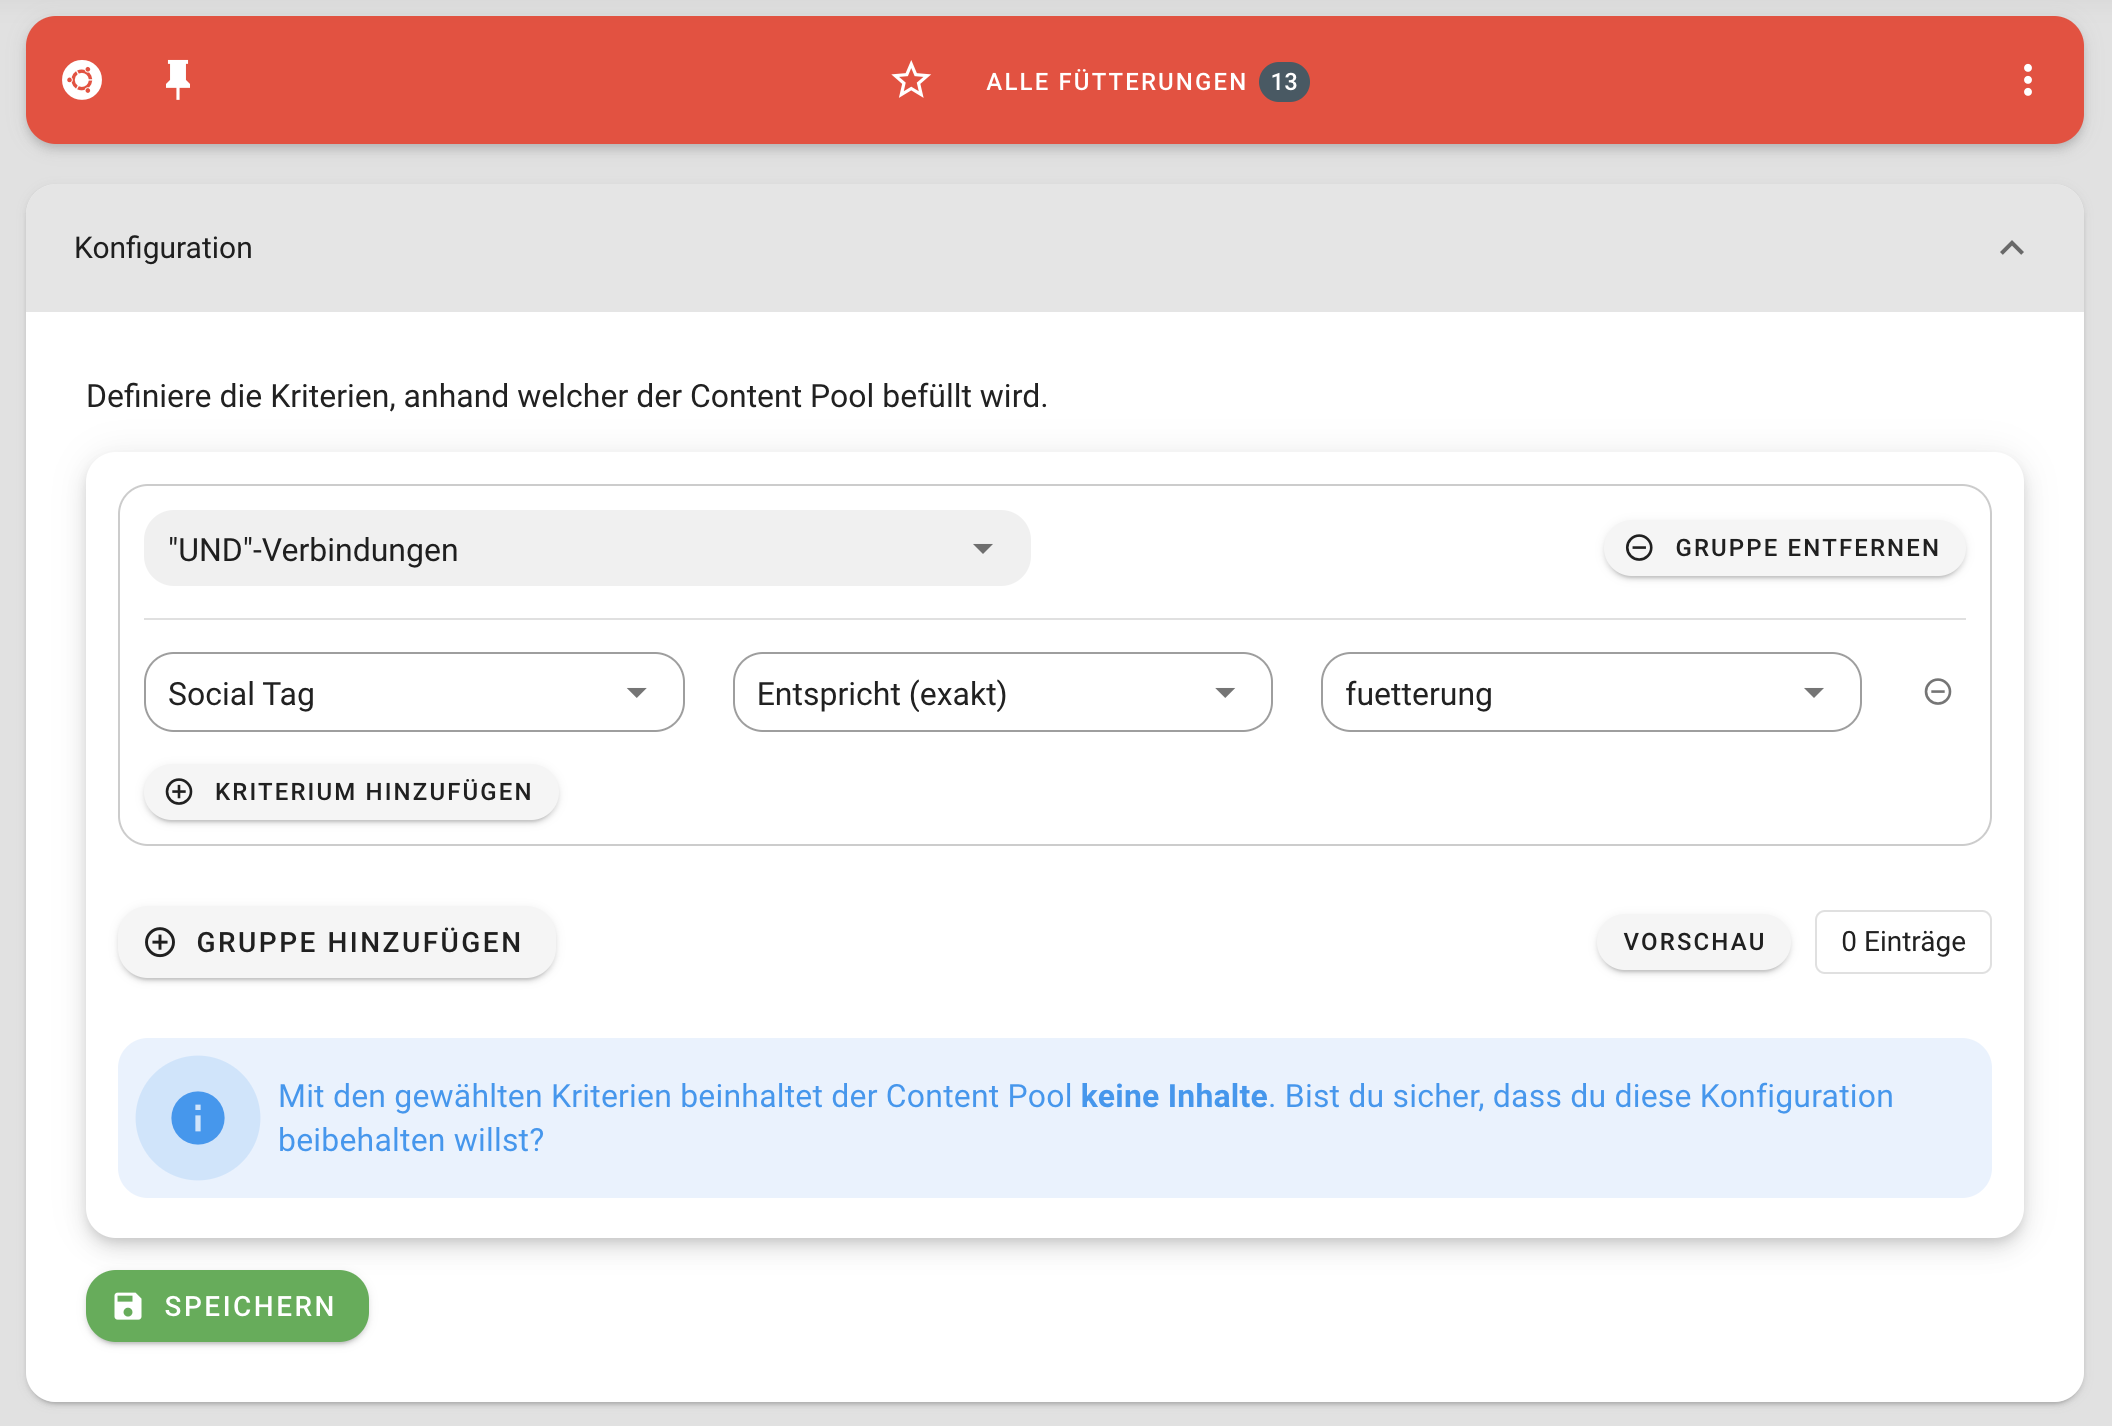 ALLE FÜTTERUNGEN 13
Konfiguration
Definiere die Kriterien, anhand welcher der Content Pool befüllt wird.
"UND"-Verbindungen
GRUPPE ENTFERNEN
Social Tag
Entspricht (exakt)
fuetterung
KRITERIUM HINZUFÜGEN
GRUPPE HINZUFÜGEN
VORSCHAU
0 Einträge
Mit den gewählten Kriterien beinhaltet der Content Pool keine Inhalte. Bist du sicher, dass du diese Konfiguration
beibehalten willst?
SPEICHERN